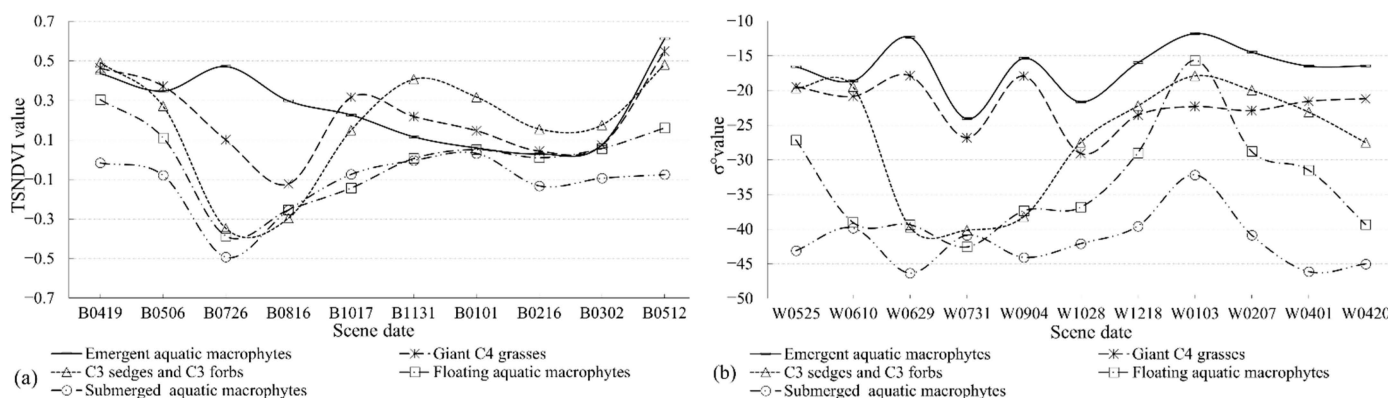 0.7
0.5
0.3
0.1
−0.1
−0.3
−0.5
−0.7
TSNDVI value
B0419 B0506 B0726 B0816 B1017 B1131 B0101 B0216 B0302 B0512
Scene date
Emergent aquatic macrophytes
Giant C4 grasses
C3 sedges and C3 forbs
Floating aquatic macrophytes
Submerged aquatic macrophytes
(a)
−10
−15
−20
−25
−30
−35
−40
−45
−50
σ°value
W0525 W0610 W0629 W0731 W0904 W1028 W1218 W0103 W0207 W0401 W0420
Scene date
Emergent aquatic macrophytes
Giant C4 grasses
C3 sedges and C3 forbs
Floating aquatic macrophytes
Submerged aquatic macrophytes
(b)